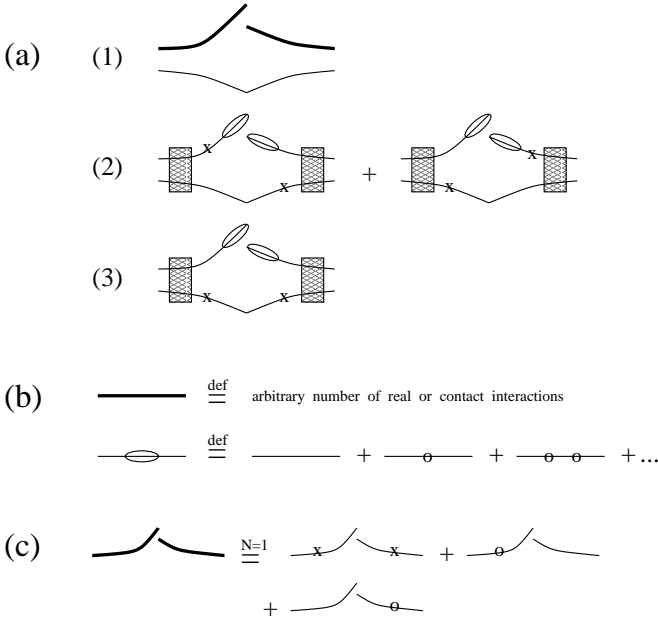 (a) (1)
x x
(2) + x x
(3)
x x
(b) def = arbitrary number of real or contact interactions
def = + o + o o + ...
(c) N=1 = x x + o
+ o